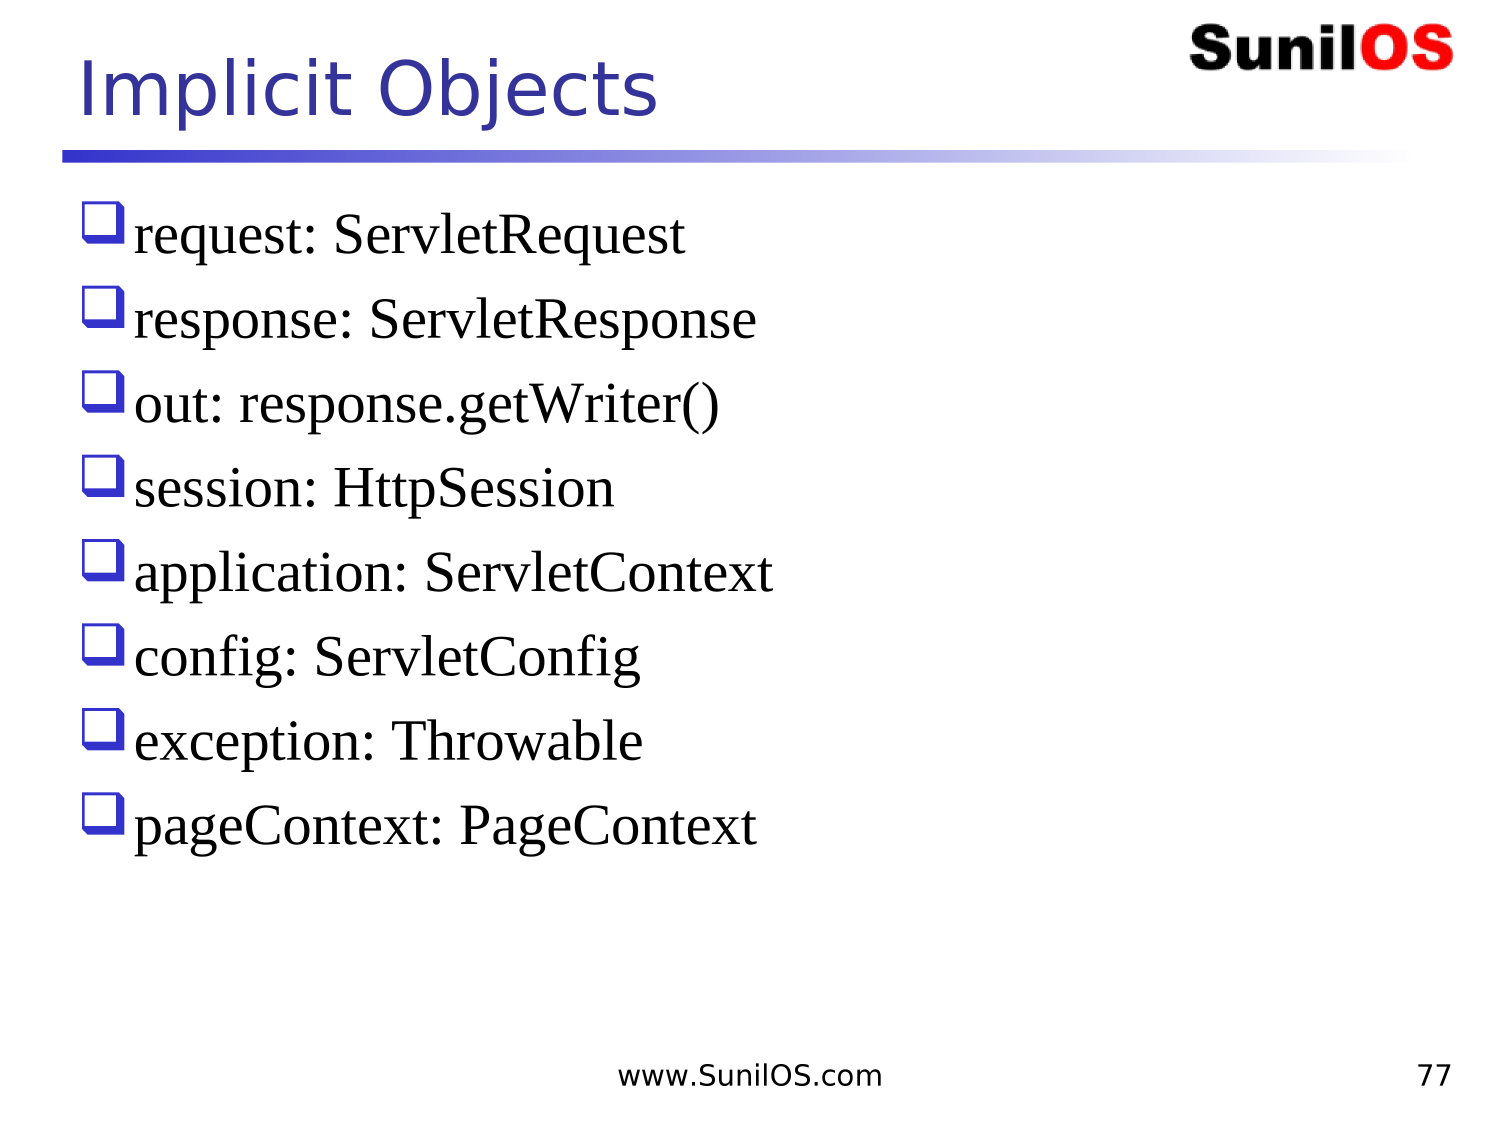 SunilOS
Implicit Objects
request: ServletRequest
response: ServletResponse
out: response.getWriter()
session: HttpSession
application: ServletContext
config: ServletConfig
exception: Throwable
pageContext: PageContext
www.SunilOS.com
77